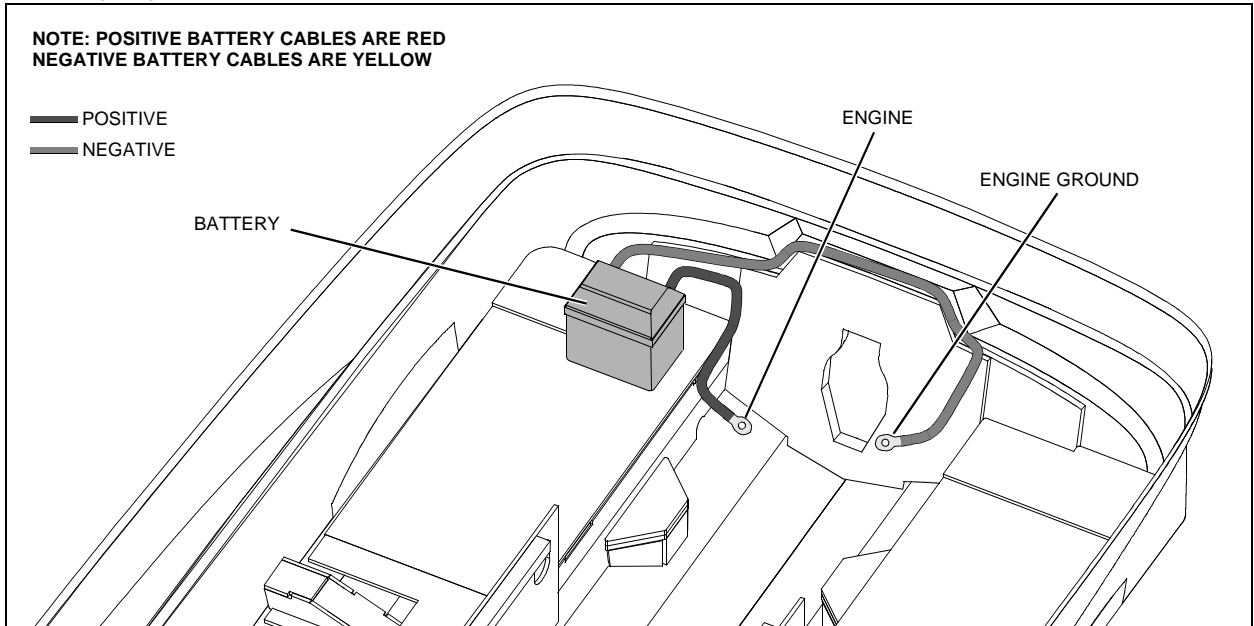 NOTE: POSITIVE BATTERY CABLES ARE RED
NEGATIVE BATTERY CABLES ARE YELLOW
POSITIVE
NEGATIVE
ENGINE
ENGINE GROUND
BATTERY